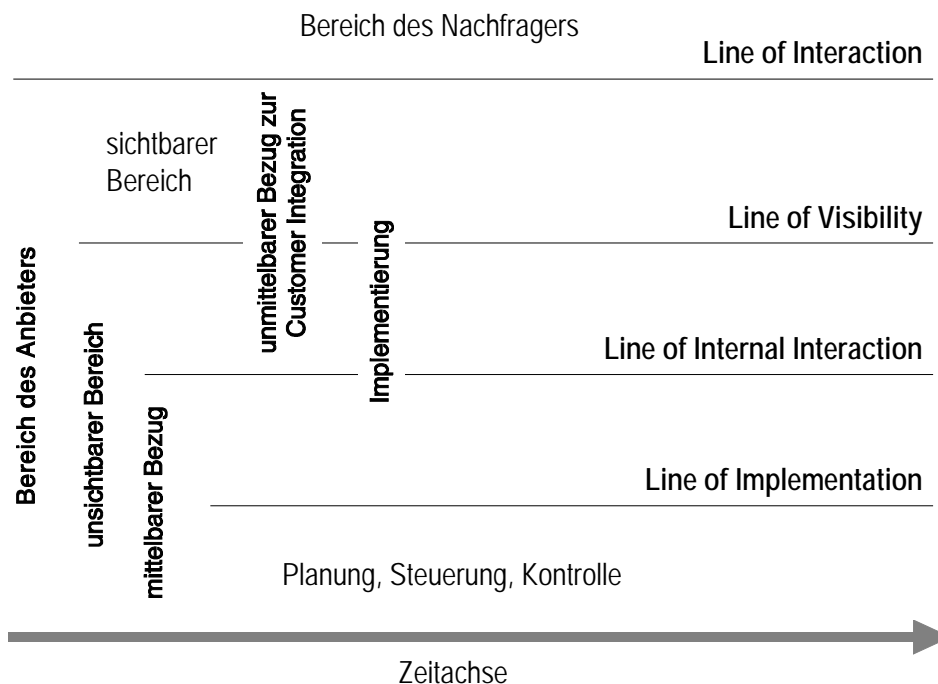 Bereich des Nachfragers
Line of Interaction
sichtbarer
Bereich
unmittelbarer Bezug zur
Customer Integration
Line of Visibility
Implementierung
Bereich des Anbieters
unsichtbarer Bereich
Line of Internal Interaction
mittelbarer Bezug
Line of Implementation
Planung, Steuerung, Kontrolle
Zeitachse